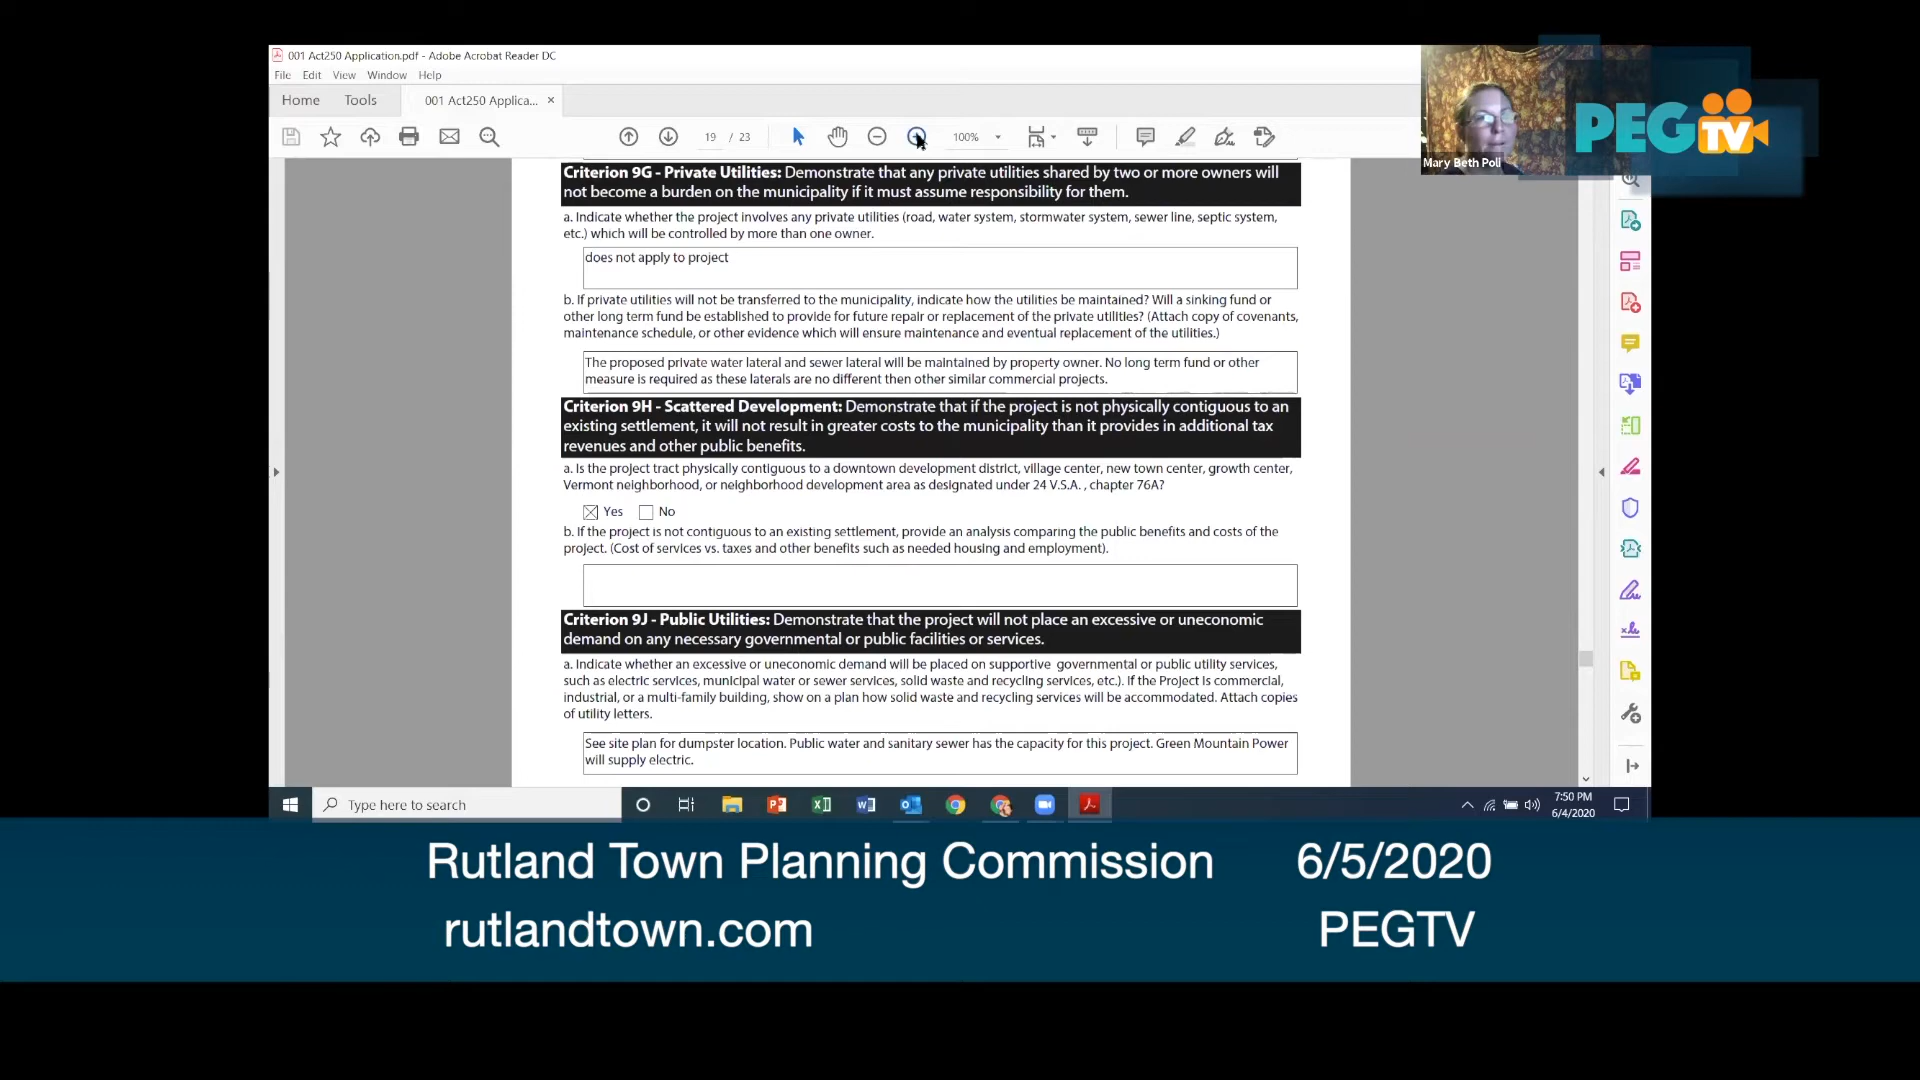 001 Act250 Application.pdf - Adobe Acrobat Reader DC
File Edit View Window Help
Home Tools 001 Act250 Applica... ×
19 / 23 100%
Mary Beth Poll
PEGTV
Criterion 9G - Private Utilities: Demonstrate that any private utilities shared by two or more owners will
not become a burden on the municipality if it must assume responsibility for them.
a. Indicate whether the project involves any private utilities (road, water system, stormwater system, sewer line, septic system,
etc.) which will be controlled by more than one owner.
does not apply to project
b. If private utilities will not be transferred to the municipality, indicate how the utilities be maintained? Will a sinking fund or
other long term fund be established to provide for future repair or replacement of the private utilities? (Attach copy of covenants,
maintenance schedule, or other evidence which will ensure maintenance and eventual replacement of the utilities.)
The proposed private water lateral and sewer lateral will be maintained by property owner. No long term fund or other
measure is required as these laterals are no different then other similar commercial projects.
Criterion 9H - Scattered Development: Demonstrate that if the project is not physically contiguous to an
existing settlement, it will not result in greater costs to the municipality than it provides in additional tax
revenues and other public benefits.
a. Is the project tract physically contiguous to a downtown development district, village center, new town center, growth center,
Vermont neighborhood, or neighborhood development area as designated under 24 V.S.A. , chapter 76A?
Yes No
b. If the project is not contiguous to an existing settlement, provide an analysis comparing the public benefits and costs of the
project. (Cost of services vs. taxes and other benefits such as needed housing and employment).
Criterion 9J - Public Utilities: Demonstrate that the project will not place an excessive or uneconomic
demand on any necessary governmental or public facilities or services.
a. Indicate whether an excessive or uneconomic demand will be placed on supportive governmental or public utility services,
such as electric services, municipal water or sewer services, solid waste and recycling services, etc.). If the Project is commercial,
industrial, or a multi-family building, show on a plan how solid waste and recycling services will be accommodated. Attach copies
of utility letters.
See site plan for dumpster location. Public water and sanitary sewer has the capacity for this project. Green Mountain Power
will supply electric.
Type here to search
7:50 PM
6/4/2020
Rutland Town Planning Commission 6/5/2020
rutlandtown.com PEGTV